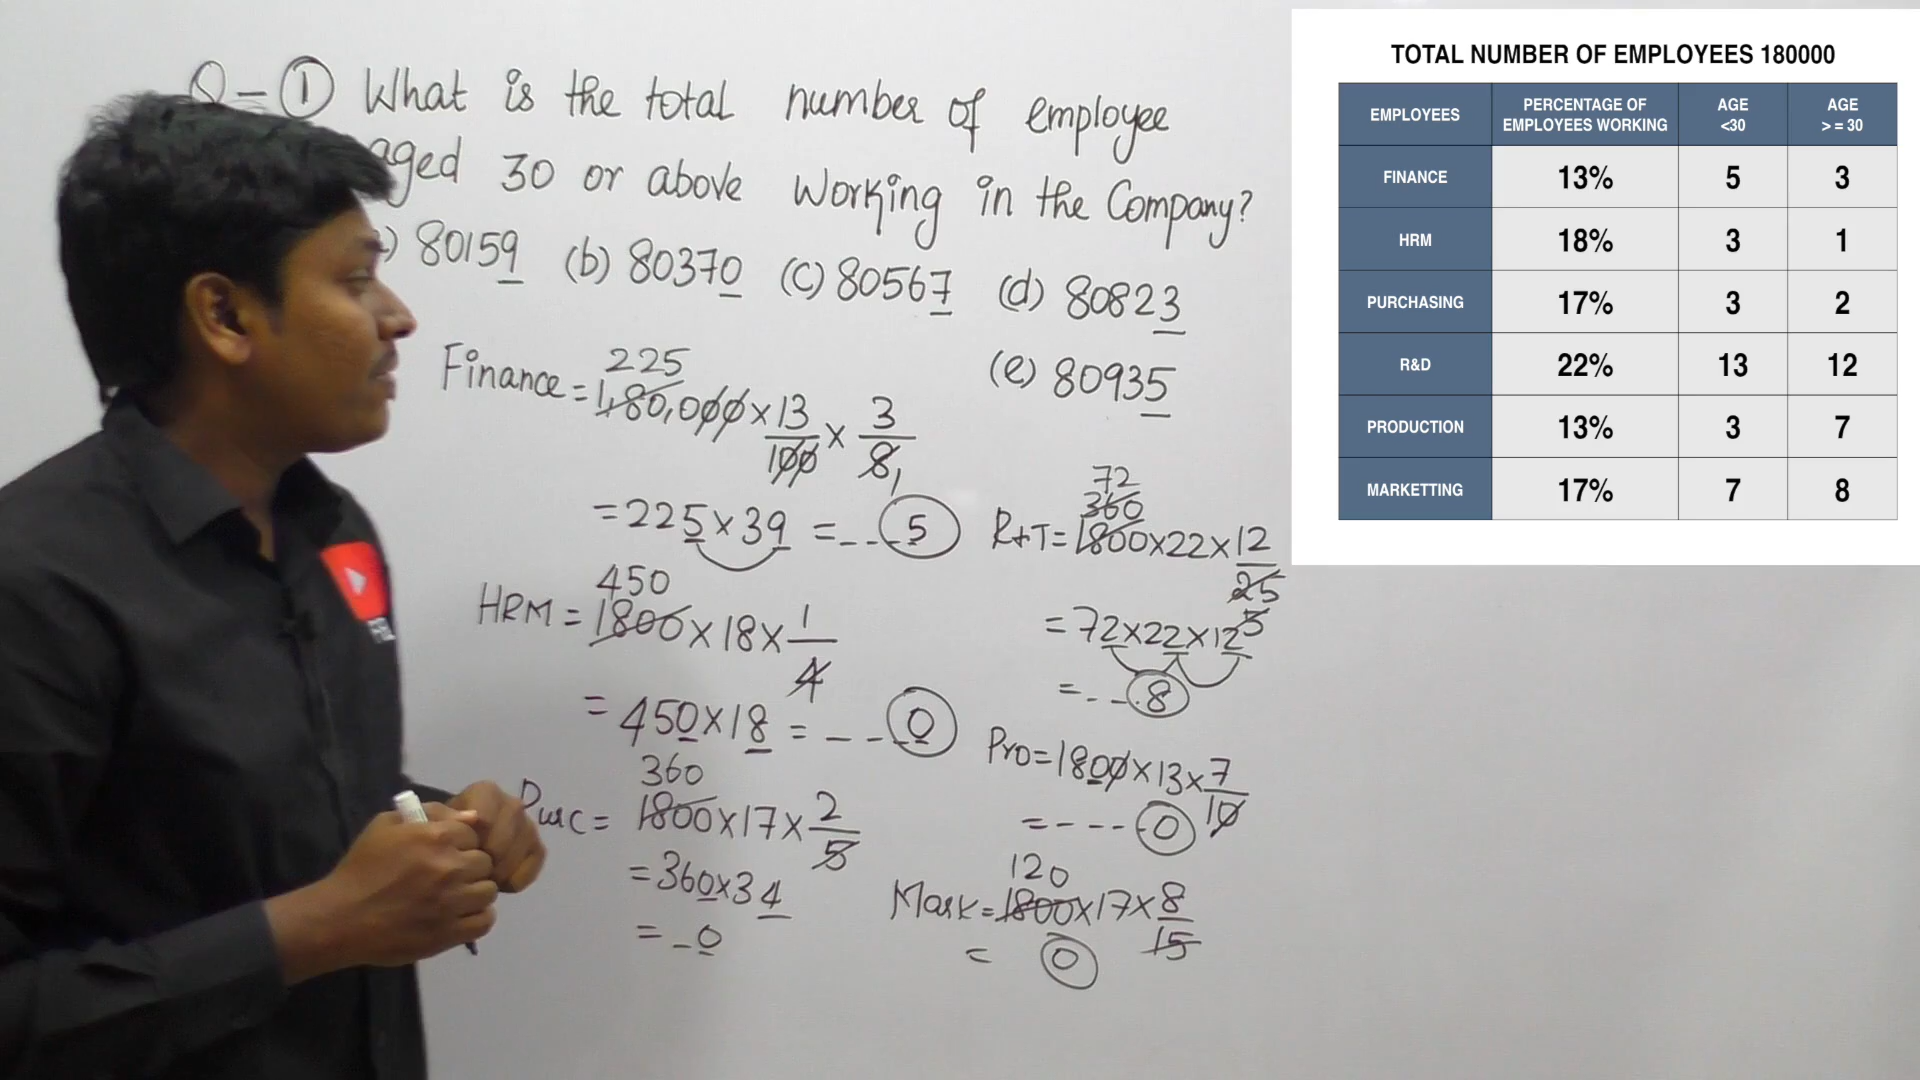 Q-① What is the total number of employee
aged 30 or above Working in the Company?
) 80159 (b) 80370 (c) 80567 (d) 80823
(e) 80935
225
Finance = 1,80,000 × 13/100 × 3/8 1
= 225 × 39 = _ _ 5
450
HRM = 1800 × 18 × 1/4
= 450 × 18 = _ _ _ 0
360
Purc = 1800 × 17 × 2/5
= 360 × 34
= _ 0
72
360
R+T = 1800 × 22 × 12/25 5
= 72 × 22 × 12
= - - . 8
Pro = 1800 × 13 × 7/10
= - - - - 0
120
Mark = 1800 × 17 × 8/15
= 0
TOTAL NUMBER OF EMPLOYEES 180000
EMPLOYEES PERCENTAGE OF EMPLOYEES WORKING AGE <30 AGE > = 30
FINANCE 13% 5 3
HRM 18% 3 1
PURCHASING 17% 3 2
R&D 22% 13 12
PRODUCTION 13% 3 7
MARKETTING 17% 7 8